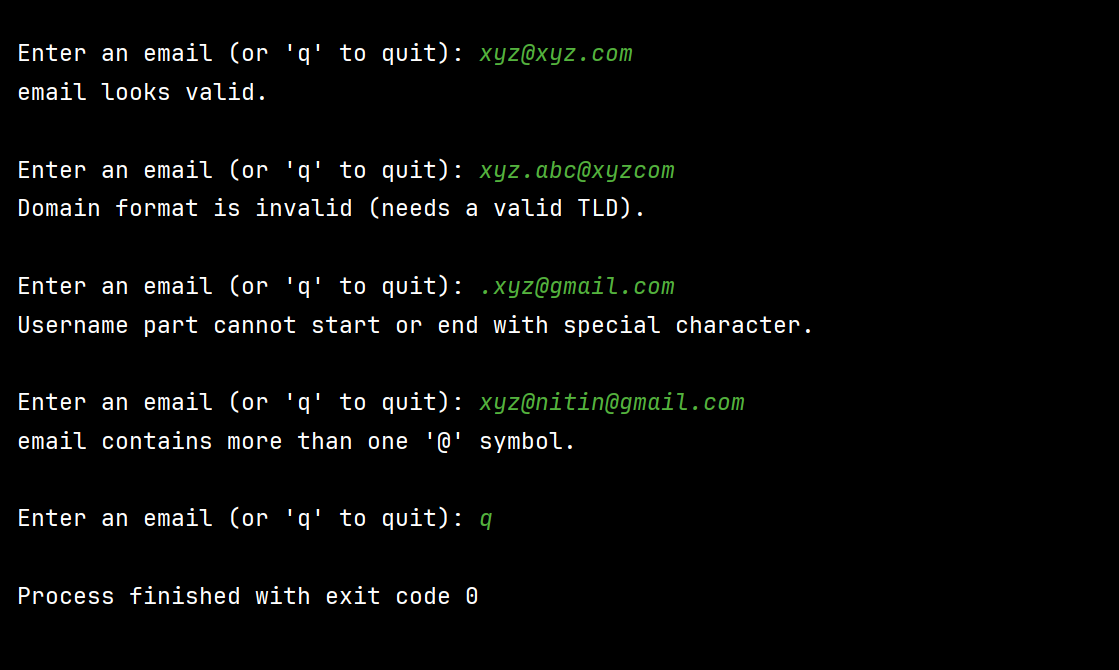 Enter an email (or 'q' to quit): xyz@xyz.com
email looks valid.
Enter an email (or 'q' to quit): xyz.abc@xyzcom
Domain format is invalid (needs a valid TLD).
Enter an email (or 'q' to quit): .xyz@gmail.com
Username part cannot start or end with special character.
Enter an email (or 'q' to quit): xyz@nitin@gmail.com
email contains more than one '@' symbol.
Enter an email (or 'q' to quit): q
Process finished with exit code 0